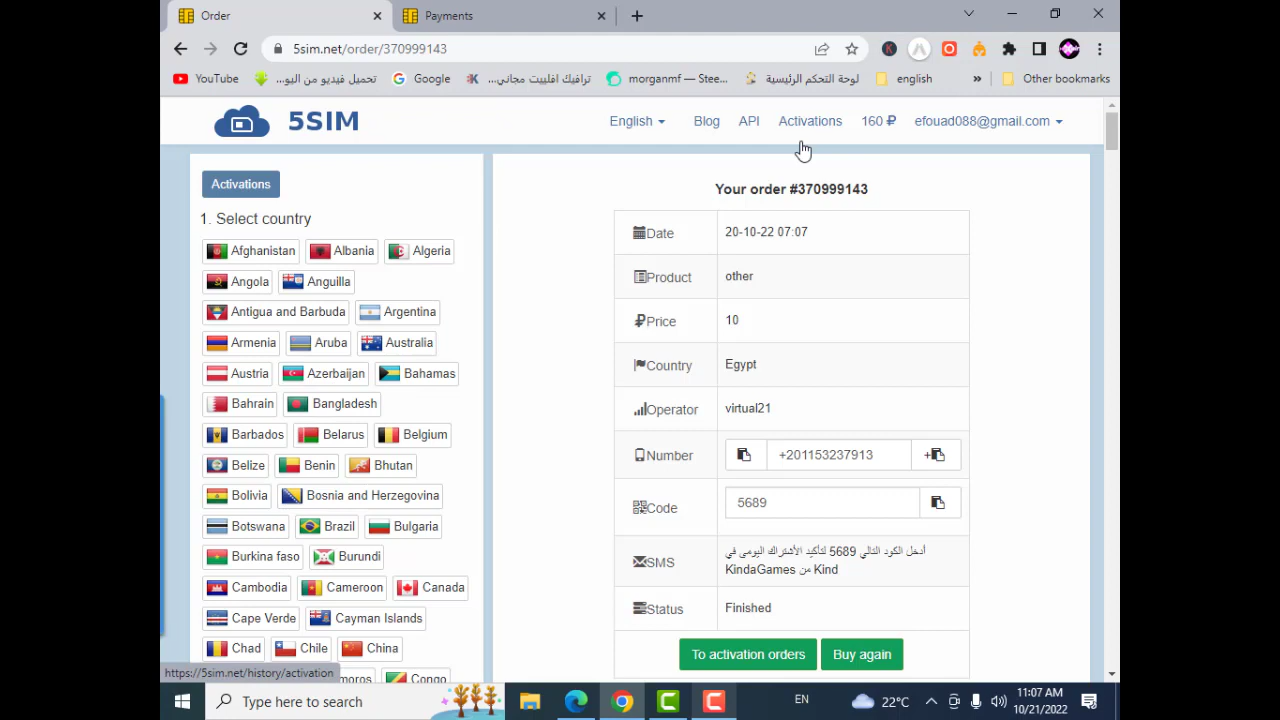 Order
Payments
5sim.net/order/370999143
YouTube
تحميل فيديو من اليو...
Google
ترافيك افلييت مجاني...
morganmf — Stee...
لوحة التحكم الرئيسية
english
»
Other bookmarks
5SIM
English
Blog
API
Activations
160 ₽
efouad088@gmail.com
Activations
1. Select country
Afghanistan
Albania
Algeria
Angola
Anguilla
Antigua and Barbuda
Argentina
Armenia
Aruba
Australia
Austria
Azerbaijan
Bahamas
Bahrain
Bangladesh
Barbados
Belarus
Belgium
Belize
Benin
Bhutan
Bolivia
Bosnia and Herzegovina
Botswana
Brazil
Bulgaria
Burkina faso
Burundi
Cambodia
Cameroon
Canada
Cape Verde
Cayman Islands
Chad
Chile
China
Congo
Your order #370999143
Date
20-10-22 07:07
Product
other
Price
10
Country
Egypt
Operator
virtual21
Number
+201153237913
+
Code
5689
SMS
أدخل الكود التالي 5689 لتأكيد الأشتراك اليومى في
KindaGames من Kind
Status
Finished
To activation orders
Buy again
https://5sim.net/history/activation
Type here to search
EN
22°C
11:07 AM
10/21/2022